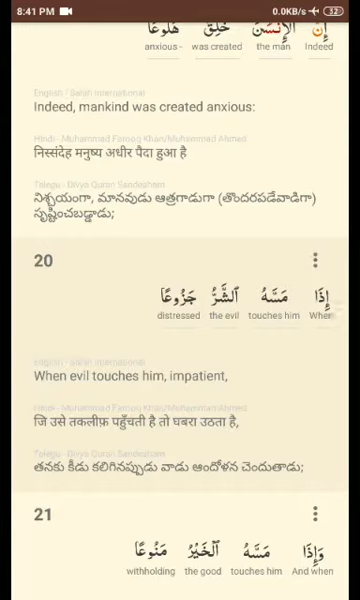 8:41 PM
0.0KB/s
32
إِنَّ ٱلْإِنسَٰنَ خُلِقَ هَلُوعًا
anxious - was created the man Indeed
English - Sahih International
Indeed, mankind was created anxious:
Hindi - Muhammad Farooq Khan/Muhammad Ahmed
निस्संदेह मनुष्य अधीर पैदा हुआ है
Telegu - Divya Quran Sandesham
నిశ్చయంగా, మానవుడు ఆత్రగాడుగా (తొందరపడేవాడిగా)
సృష్టించబడ్డాడు;
20
إِذَا مَسَّهُ ٱلشَّرُّ جَزُوعًا
distressed the evil touches him When
English - Sahih International
When evil touches him, impatient,
Hindi - Muhammad Farooq Khan/Muhammad Ahmed
जि उसे तकलीफ़ पहुँचती है तो घबरा उठता है,
Telegu - Divya Quran Sandesham
తనకు కీడు కలిగినప్పుడు వాడు ఆందోళన చెందుతాడు;
21
وَإِذَا مَسَّهُ ٱلْخَيْرُ مَنُوعًا
withholding the good touches him And when